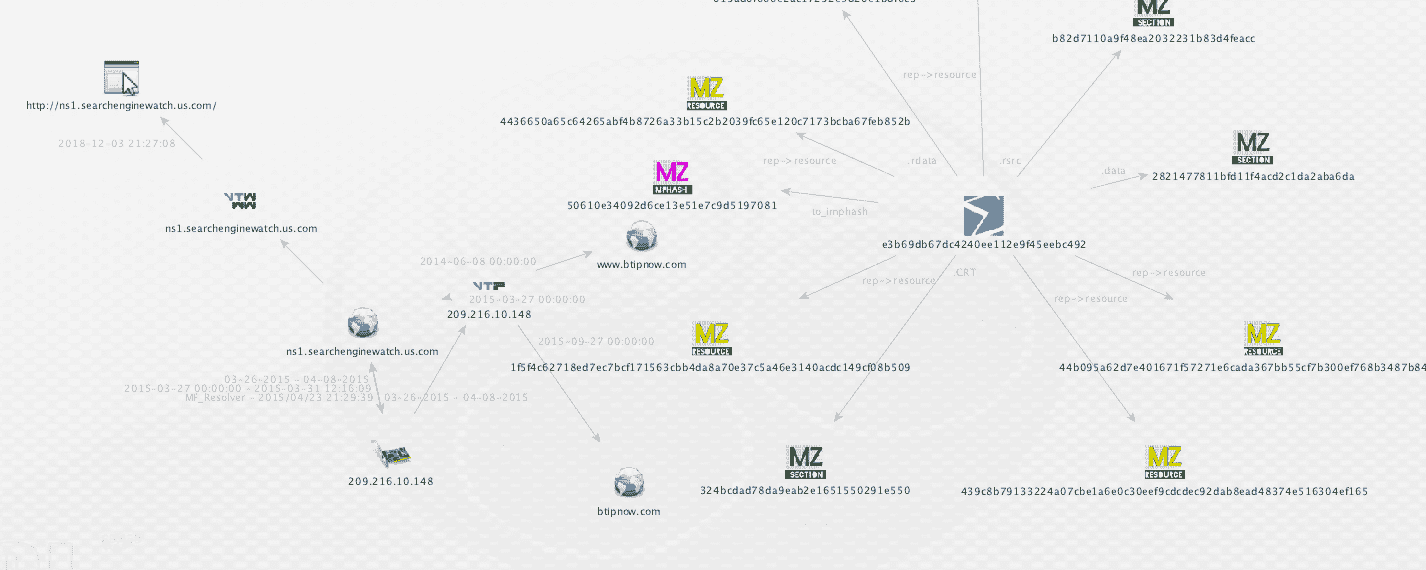 rep->resource
MZ
SECTION
b82d7110a9f48ea2032231b83d4feacc
http://ns1.searchenginewatch.us.com/
2018-12-03 21:27:08
MZ
RESOURCE
4436650a65c64265abf4b8726a33b15c2b2039fc65e120c7173bcba67feb852b
rep->resource
.rdata
.rsrc
MZ
SECTION
.data
2821477811bfd11f4acd2c1da2aba6da
MZ
IMPHASH
50610e34092d6ce13e51e7c9d5197081
to_imphash
ns1.searchenginewatch.us.com
e3b69db67dc4240ee112e9f45eebc492
www.btipnow.com
2014-06-08 00:00:00
2015-03-27 00:00:00
209.216.10.148
.CRT
rep->resource
rep->resource
rep->resource
ns1.searchenginewatch.us.com
2015-09-27 00:00:00
MZ
RESOURCE
1f5f4c62718ed7ec7bcf171563cbb4da8a70e37c5a46e3140acdc149cf08b509
MZ
RESOURCE
44b095a62d7e401671f57271e6cada367bb55cf7b300ef768b3487b84
03-26-2015 - 04-08-2015
2015-03-27 00:00:00 - 2015-03-31 12:16:09
MF_Resolver - 2015/04/23 21:29:39
03-26-2015 - 04-08-2015
209.216.10.148
MZ
SECTION
324bcdad78da9eab2e1651550291e550
MZ
RESOURCE
439c8b79133224a07cbe1a6e0c30eef9cdcdec92dab8ead48374e516304ef165
btipnow.com